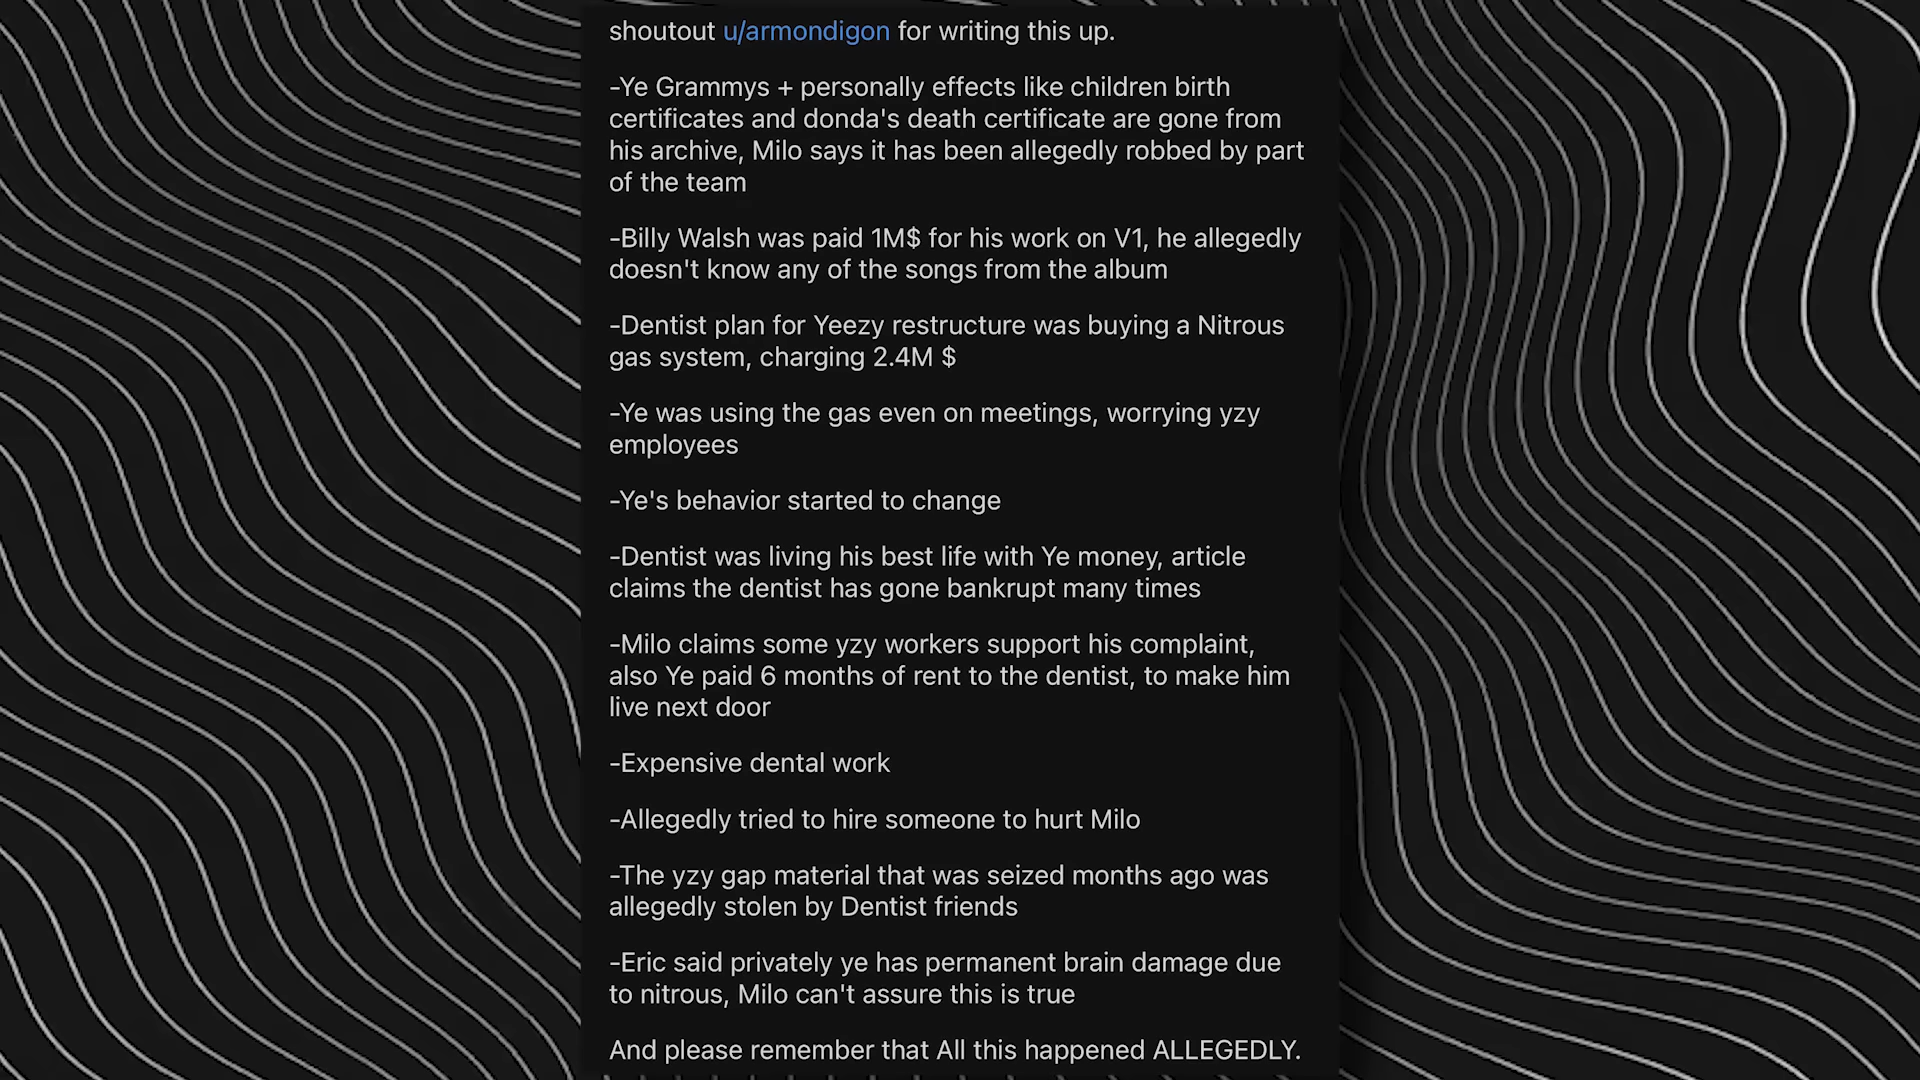 shoutout u/armondigon for writing this up.
-Ye Grammys + personally effects like children birth
certificates and donda's death certificate are gone from
his archive, Milo says it has been allegedly robbed by part
of the team
-Billy Walsh was paid 1M$ for his work on V1, he allegedly
doesn't know any of the songs from the album
-Dentist plan for Yeezy restructure was buying a Nitrous
gas system, charging 2.4M $
-Ye was using the gas even on meetings, worrying yzy
employees
-Ye's behavior started to change
-Dentist was living his best life with Ye money, article
claims the dentist has gone bankrupt many times
-Milo claims some yzy workers support his complaint,
also Ye paid 6 months of rent to the dentist, to make him
live next door
-Expensive dental work
-Allegedly tried to hire someone to hurt Milo
-The yzy gap material that was seized months ago was
allegedly stolen by Dentist friends
-Eric said privately ye has permanent brain damage due
to nitrous, Milo can't assure this is true
And please remember that All this happened ALLEGEDLY.